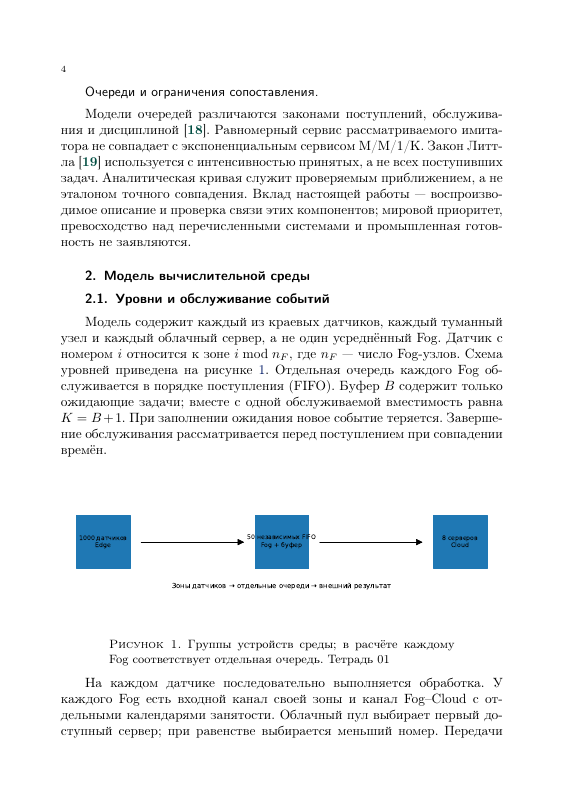 4
Очереди и ограничения сопоставления.
Модели очередей различаются законами поступлений, обслужива-
ния и дисциплиной [18]. Равномерный сервис рассматриваемого имита-
тора не совпадает с экспоненциальным сервисом M/M/1/K. Закон Литт-
ла [19] используется с интенсивностью принятых, а не всех поступивших
задач. Аналитическая кривая служит проверяемым приближением, а не
эталоном точного совпадения. Вклад настоящей работы — воспроизво-
димое описание и проверка связи этих компонентов; мировой приоритет,
превосходство над перечисленными системами и промышленная готов-
ность не заявляются.
2. Модель вычислительной среды
2.1. Уровни и обслуживание событий
Модель содержит каждый из краевых датчиков, каждый туманный
узел и каждый облачный сервер, а не один усреднённый Fog. Датчик с
номером i относится к зоне i mod n_F, где n_F — число Fog-узлов. Схема
уровней приведена на рисунке 1. Отдельная очередь каждого Fog об-
служивается в порядке поступления (FIFO). Буфер B содержит только
ожидающие задачи; вместе с одной обслуживаемой вместимость равна
K = B + 1. При заполнении ожидания новое событие теряется. Заверше-
ние обслуживания рассматривается перед поступлением при совпадении
времён.
1000 датчиков
Edge
50 независимых FIFO
Fog + буфер
8 серверов
Cloud
Зоны датчиков → отдельные очереди → внешний результат
Рисунок 1. Группы устройств среды; в расчёте каждому
Fog соответствует отдельная очередь. Тетрадь 01
На каждом датчике последовательно выполняется обработка. У
каждого Fog есть входной канал своей зоны и канал Fog–Cloud с от-
дельными календарями занятости. Облачный пул выбирает первый до-
ступный сервер; при равенстве выбирается меньший номер. Передачи